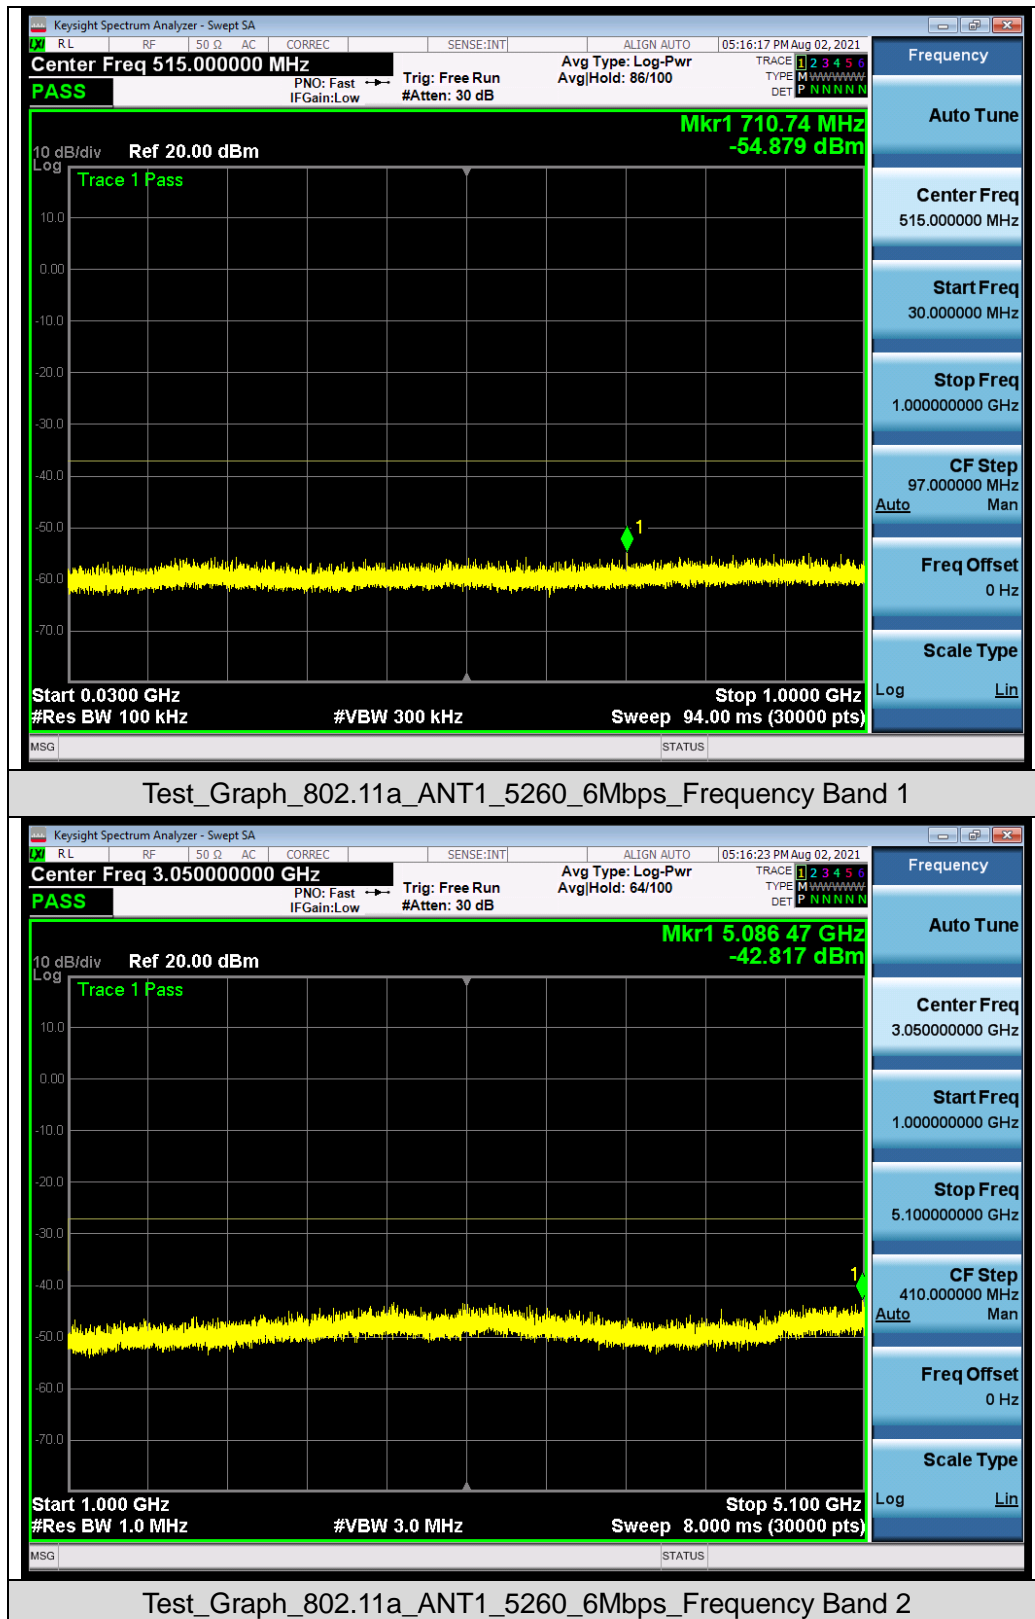 Keysight Spectrum Analyzer - Swept SA
LXI RL RF 50 Ω AC CORREC SENSE:INT ALIGN AUTO 05:16:17 PM Aug 02, 2021
Center Freq 515.000000 MHz
PASS
PNO: Fast
IFGain:Low
Trig: Free Run
#Atten: 30 dB
Avg Type: Log-Pwr
Avg|Hold: 86/100
TRACE 1 2 3 4 5 6
TYPE M WWWWW
DET P N N N N N
Mkr1 710.74 MHz
-54.879 dBm
10 dB/div Ref 20.00 dBm
Log
Trace 1 Pass
10.0
0.00
-10.0
-20.0
-30.0
-40.0
-50.0
1
-60.0
-70.0
Start 0.0300 GHz Stop 1.0000 GHz
#Res BW 100 kHz #VBW 300 kHz Sweep 94.00 ms (30000 pts)
MSG STATUS
Frequency
Auto Tune
Center Freq
515.000000 MHz
Start Freq
30.000000 MHz
Stop Freq
1.000000000 GHz
CF Step
97.000000 MHz
Auto Man
Freq Offset
0 Hz
Scale Type
Log Lin
Test_Graph_802.11a_ANT1_5260_6Mbps_Frequency Band 1
Keysight Spectrum Analyzer - Swept SA
LXI RL RF 50 Ω AC CORREC SENSE:INT ALIGN AUTO 05:16:23 PM Aug 02, 2021
Center Freq 3.050000000 GHz
PASS
PNO: Fast
IFGain:Low
Trig: Free Run
#Atten: 30 dB
Avg Type: Log-Pwr
Avg|Hold: 64/100
TRACE 1 2 3 4 5 6
TYPE M WWWWW
DET P N N N N N
Mkr1 5.086 47 GHz
-42.817 dBm
10 dB/div Ref 20.00 dBm
Log
Trace 1 Pass
10.0
0.00
-10.0
-20.0
-30.0
1
-40.0
-50.0
-60.0
-70.0
Start 1.000 GHz Stop 5.100 GHz
#Res BW 1.0 MHz #VBW 3.0 MHz Sweep 8.000 ms (30000 pts)
MSG STATUS
Frequency
Auto Tune
Center Freq
3.050000000 GHz
Start Freq
1.000000000 GHz
Stop Freq
5.100000000 GHz
CF Step
410.000000 MHz
Auto Man
Freq Offset
0 Hz
Scale Type
Log Lin
Test_Graph_802.11a_ANT1_5260_6Mbps_Frequency Band 2